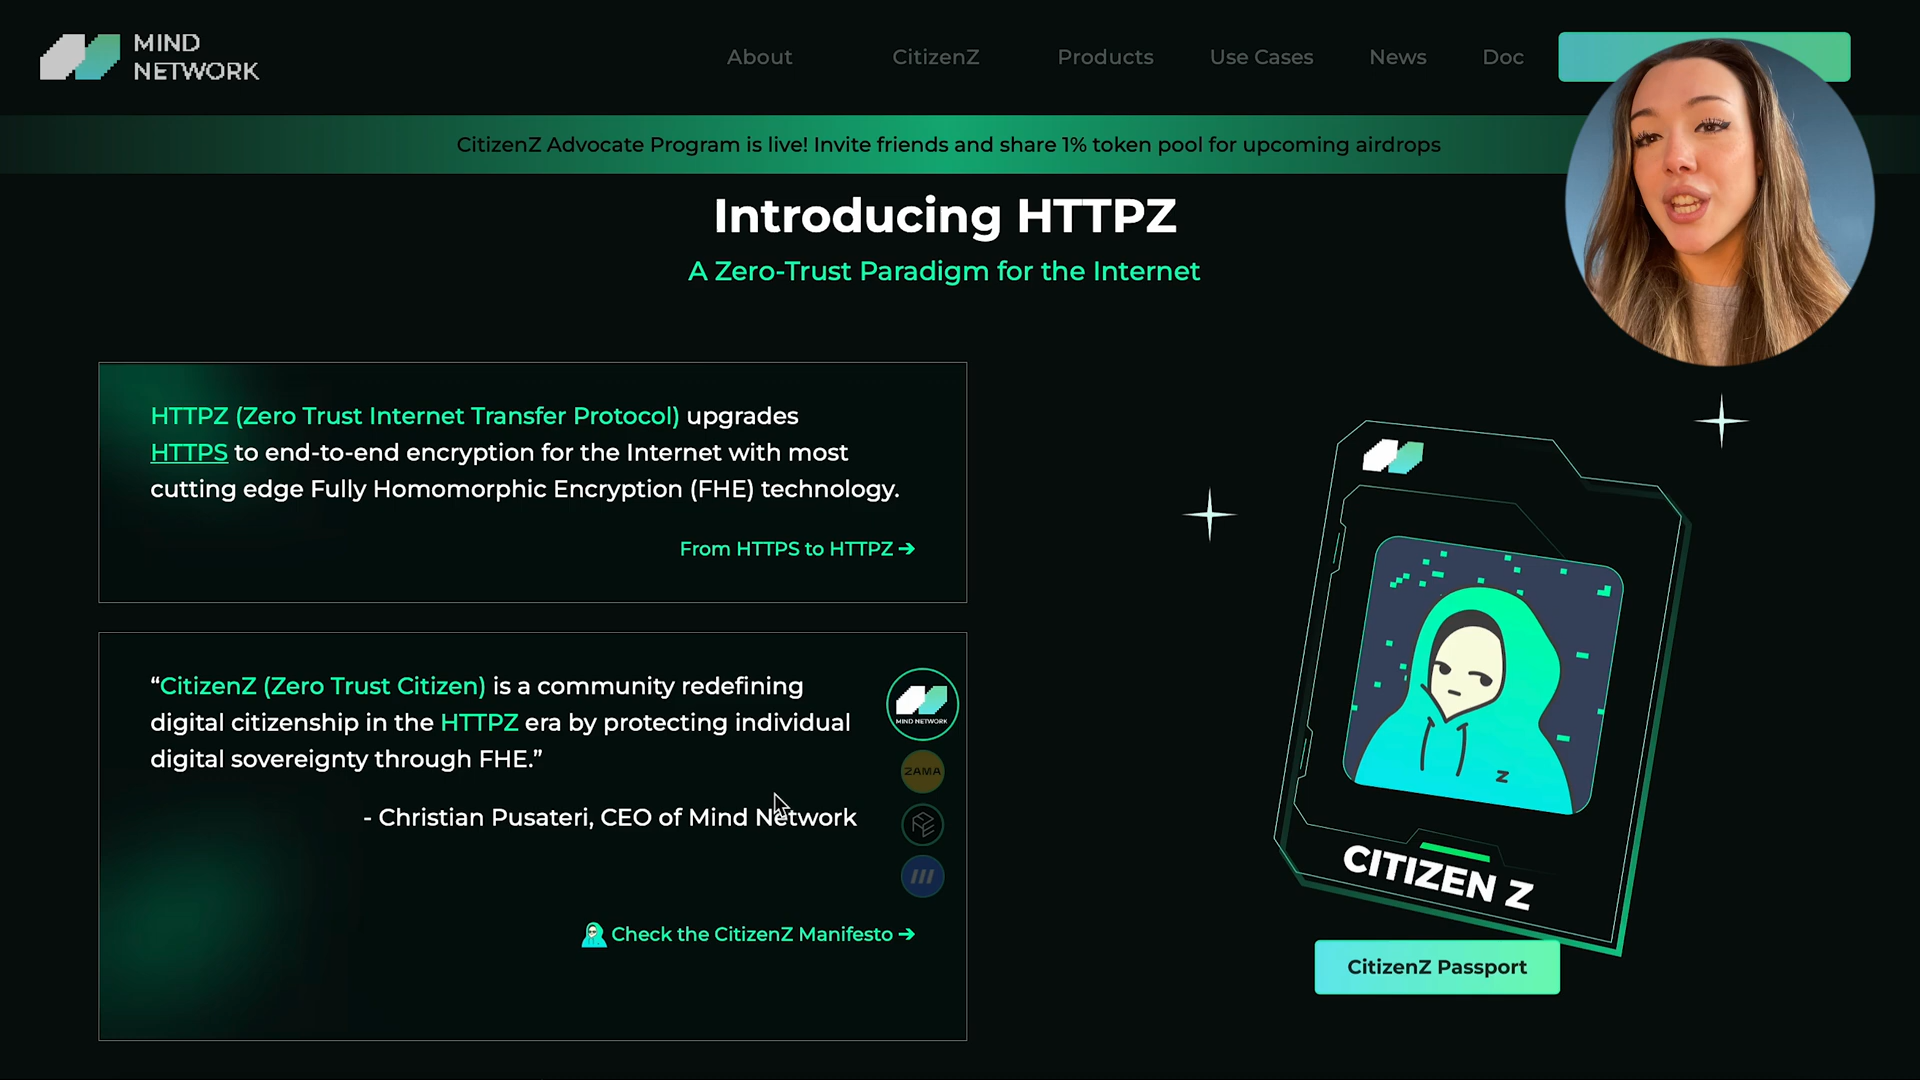 MIND
NETWORK
About
CitizenZ
Products
Use Cases
News
Doc
CitizenZ Advocate Program is live! Invite friends and share 1% token pool for upcoming airdrops
Introducing HTTPZ
A Zero-Trust Paradigm for the Internet
HTTPZ (Zero Trust Internet Transfer Protocol) upgrades
HTTPS to end-to-end encryption for the Internet with most
cutting edge Fully Homomorphic Encryption (FHE) technology.
From HTTPS to HTTPZ →
“CitizenZ (Zero Trust Citizen) is a community redefining
digital citizenship in the HTTPZ era by protecting individual
digital sovereignty through FHE.”
- Christian Pusateri, CEO of Mind Network
MIND NETWORK
ZAMA
Check the CitizenZ Manifesto →
Z
CITIZEN Z
CitizenZ Passport